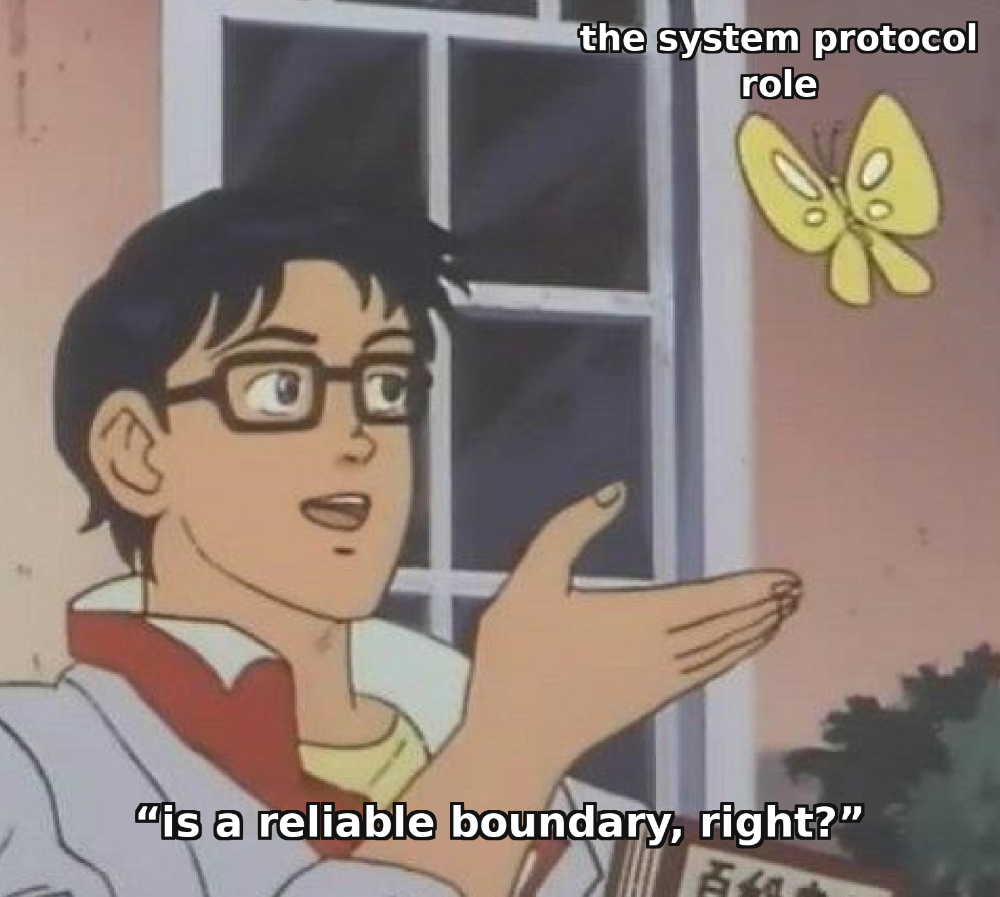 the system protocol
role
“is a reliable boundary, right?”